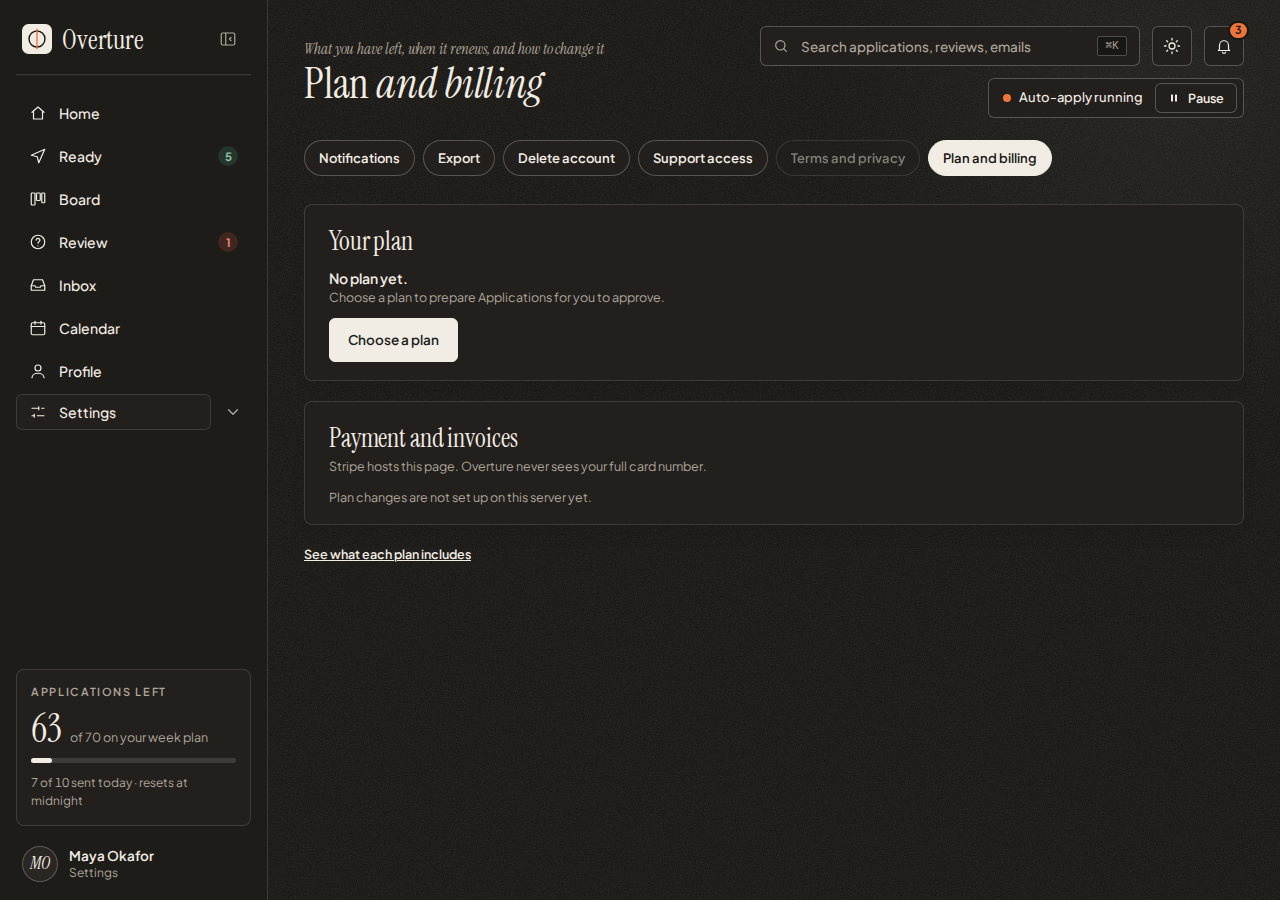 Overture
Home
Ready 5
Board
Review 1
Inbox
Calendar
Profile
Settings
APPLICATIONS LEFT
63 of 70 on your week plan
7 of 10 sent today · resets at
midnight
MO
Maya Okafor
Settings
What you have left, when it renews, and how to change it
Plan and billing
Search applications, reviews, emails ⌘K
3
Auto-apply running
Pause
Notifications
Export
Delete account
Support access
Terms and privacy
Plan and billing
Your plan
No plan yet.
Choose a plan to prepare Applications for you to approve.
Choose a plan
Payment and invoices
Stripe hosts this page. Overture never sees your full card number.
Plan changes are not set up on this server yet.
See what each plan includes